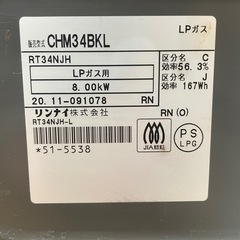 販売型式 CHM34BKL
LPガス
RT34NJH
LPガス用
8.00kW
20.11-091078 RN
リンナイ株式会社
RT34NJH-L
*51-5538
区分名 C
効率56.3%
区分名 J
効率 167Wh
RN(O)
JIA認証
PS
LPG